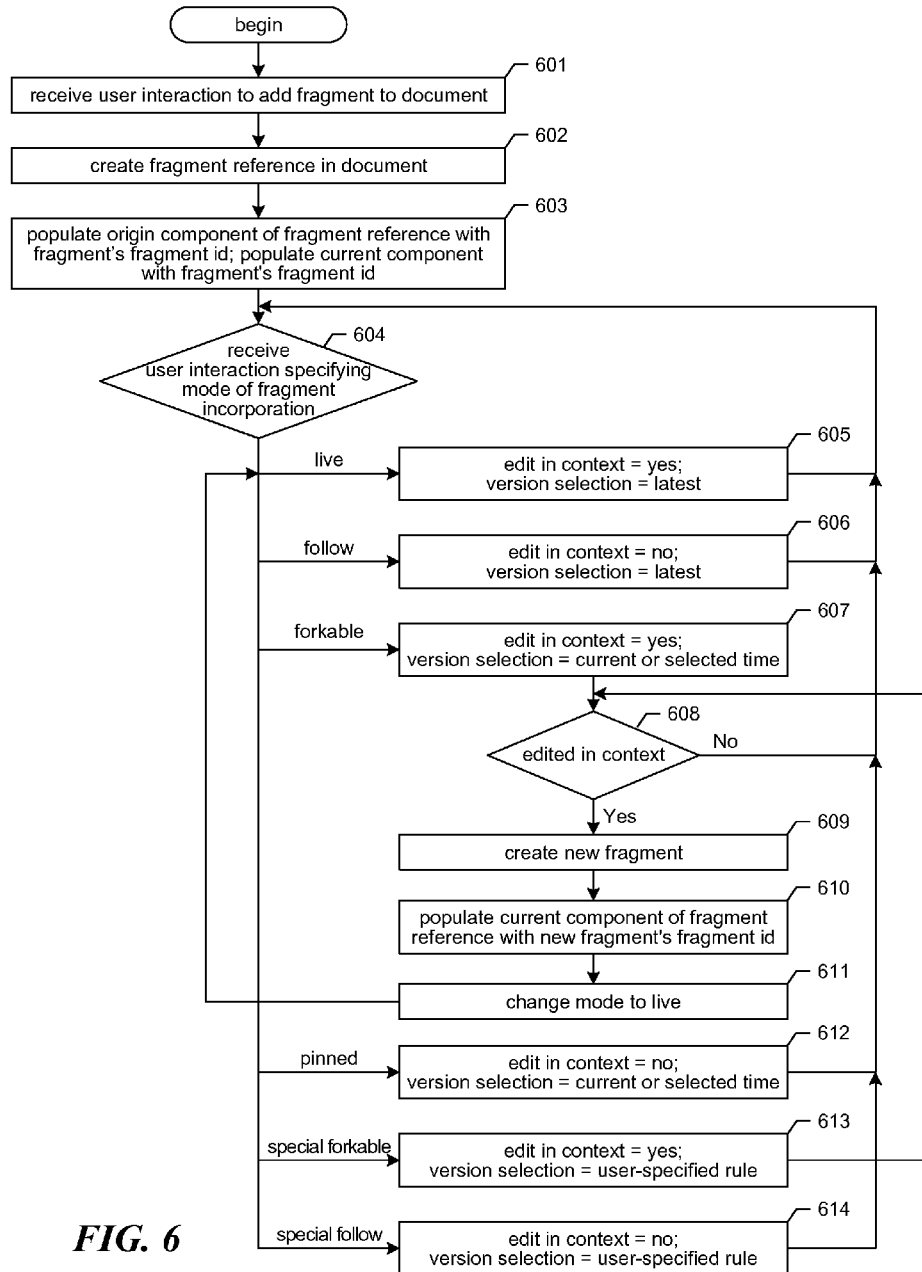 begin
601
receive user interaction to add fragment to document
602
create fragment reference in document
603
populate origin component of fragment reference with
fragment's fragment id; populate current component
with fragment's fragment id
604
receive
user interaction specifying
mode of fragment
incorporation
605
live
edit in context = yes;
version selection = latest
606
follow
edit in context = no;
version selection = latest
607
forkable
edit in context = yes;
version selection = current or selected time
608
edited in context
No
Yes
609
create new fragment
610
populate current component of fragment
reference with new fragment's fragment id
611
change mode to live
612
pinned
edit in context = no;
version selection = current or selected time
613
special forkable
edit in context = yes;
version selection = user-specified rule
614
special follow
edit in context = no;
version selection = user-specified rule
FIG. 6